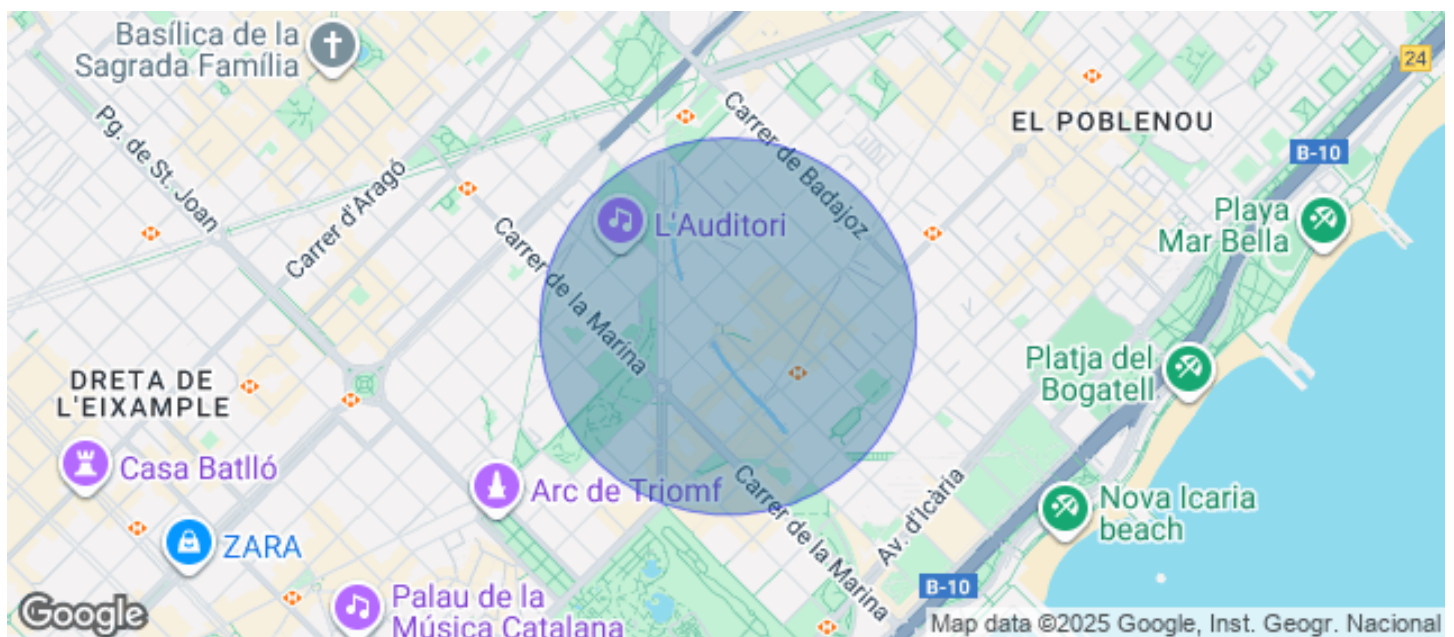 Basílica de la
Sagrada Família
24
Carrer de Badajoz
EL POBLENOU
B-10
Pg. de St. Joan
Carrer d'Aragó
L'Auditori
Playa
Mar Bella
Carrer de la Marina
Platja del
Bogatell
DRETA DE
L'EIXAMPLE
Casa Batlló
Arc de Triomf
Carrer de la Marina
Av. d'Icària
Nova Icaria
beach
ZARA
B-10
Palau de la
Música Catalana
Google
Map data ©2025 Google, Inst. Geogr. Nacional